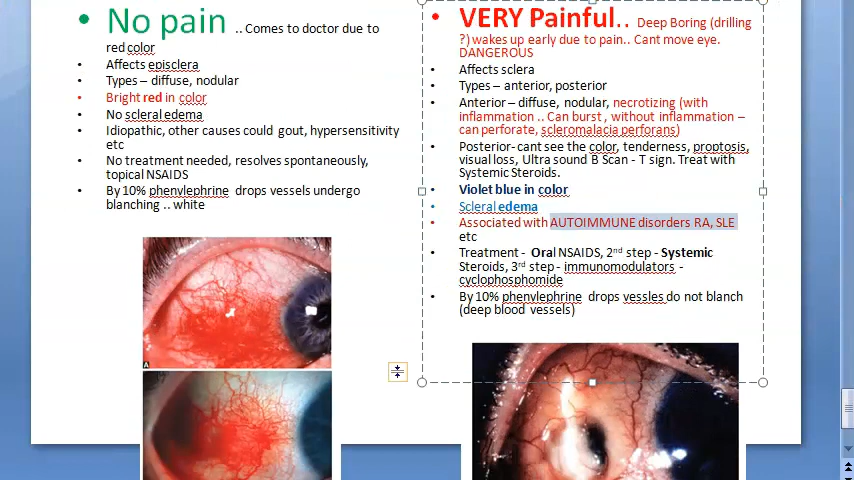 • No pain .. Comes to doctor due to
red color
• Affects episclera
• Types – diffuse, nodular
• Bright red in color
• No scleral edema
• Idiopathic, other causes could gout, hypersensitivity
etc
• No treatment needed, resolves spontaneously,
topical NSAIDS
• By 10% phenylephrine drops vessels undergo
blanching .. white
A
• VERY Painful.. Deep Boring (drilling
?) wakes up early due to pain.. Cant move eye.
DANGEROUS
• Affects sclera
• Types – anterior, posterior
• Anterior – diffuse, nodular, necrotizing (with
inflammation .. Can burst , without inflammation –
can perforate, scleromalacia perforans)
• Posterior- cant see the color, tenderness, proptosis,
visual loss, Ultra sound B Scan - T sign. Treat with
Systemic Steroids.
• Violet blue in color
• Scleral edema
• Associated with AUTOIMMUNE disorders RA, SLE
etc
• Treatment - Oral NSAIDS, 2nd step - Systemic
Steroids, 3rd step - immunomodulators -
cyclophosphomide
• By 10% phenylephrine drops vessles do not blanch
(deep blood vessels)